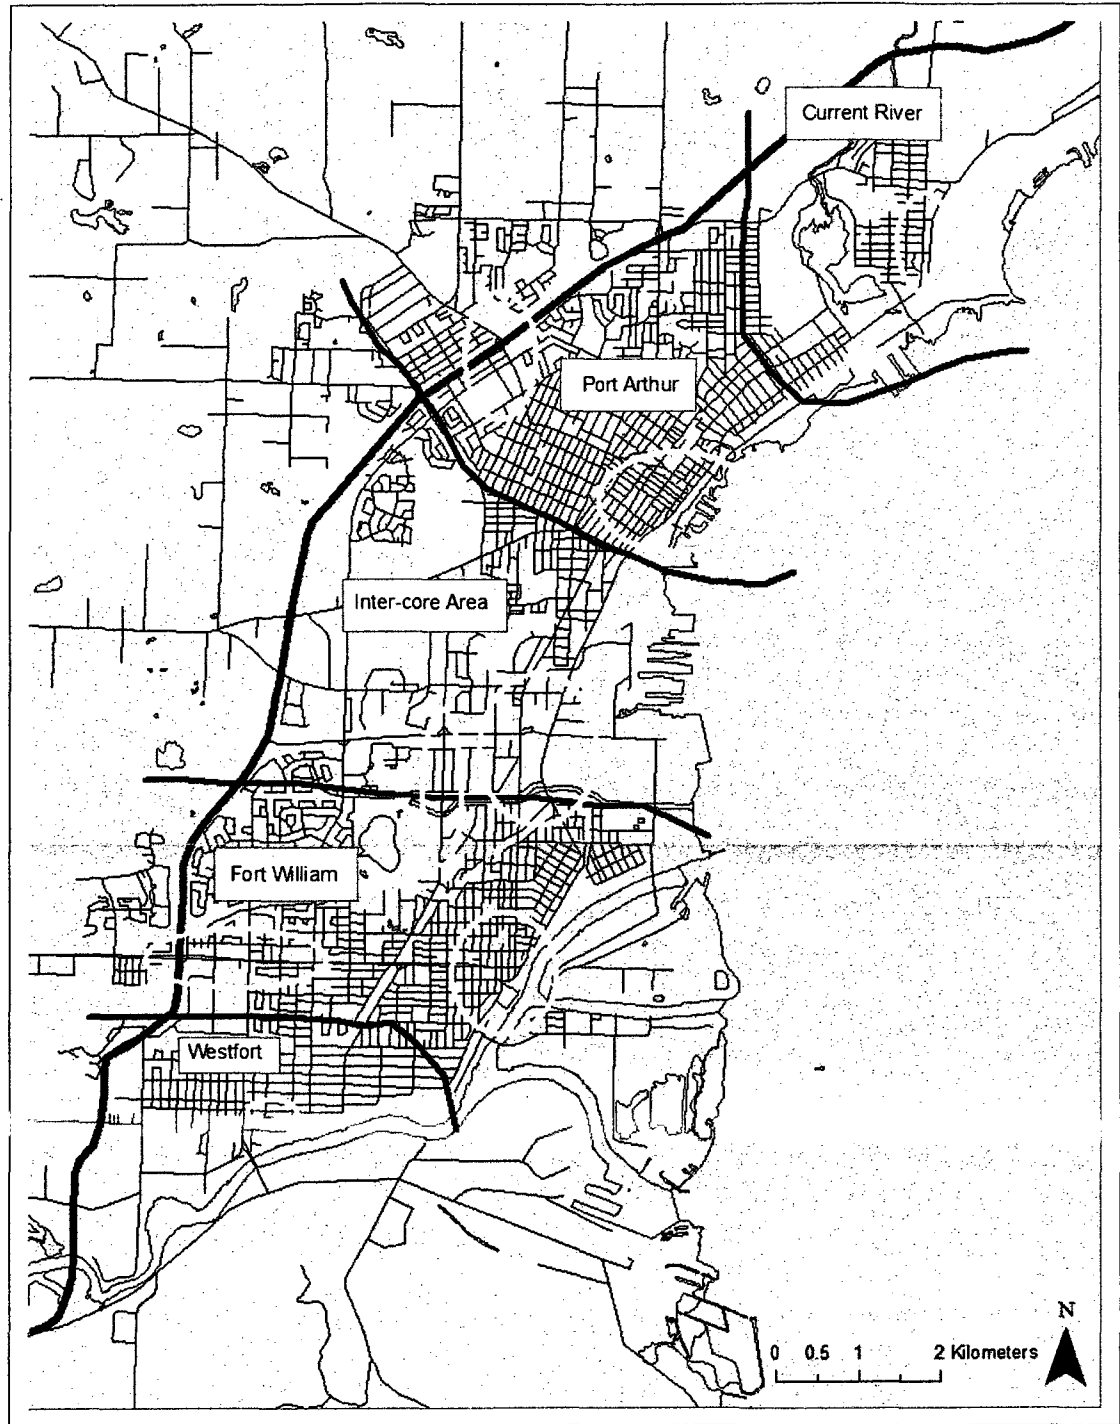 Current River
Port Arthur
Inter-core Area
Fort William
Westfort
N
0 0.5 1 2 Kilometers